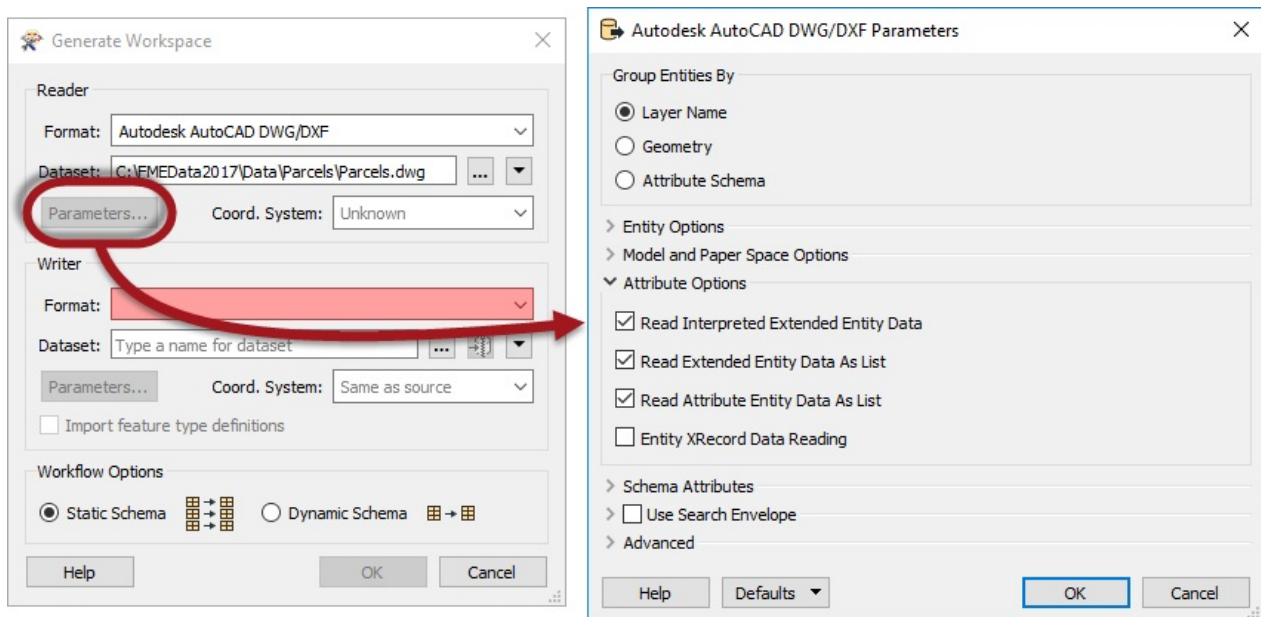 Generate Workspace
Reader
Format: Autodesk AutoCAD DWG/DXF
Dataset: C:\FMEData2017\Data\Parcels\Parcels.dwg ...
Parameters... Coord. System: Unknown
Writer
Format:
Dataset: Type a name for dataset ...
Parameters... Coord. System: Same as source
Import feature type definitions
Workflow Options
Static Schema Dynamic Schema
Help OK Cancel
Autodesk AutoCAD DWG/DXF Parameters
Group Entities By
Layer Name
Geometry
Attribute Schema
Entity Options
Model and Paper Space Options
Attribute Options
Read Interpreted Extended Entity Data
Read Extended Entity Data As List
Read Attribute Entity Data As List
Entity XRecord Data Reading
Schema Attributes
Use Search Envelope
Advanced
Help Defaults OK Cancel